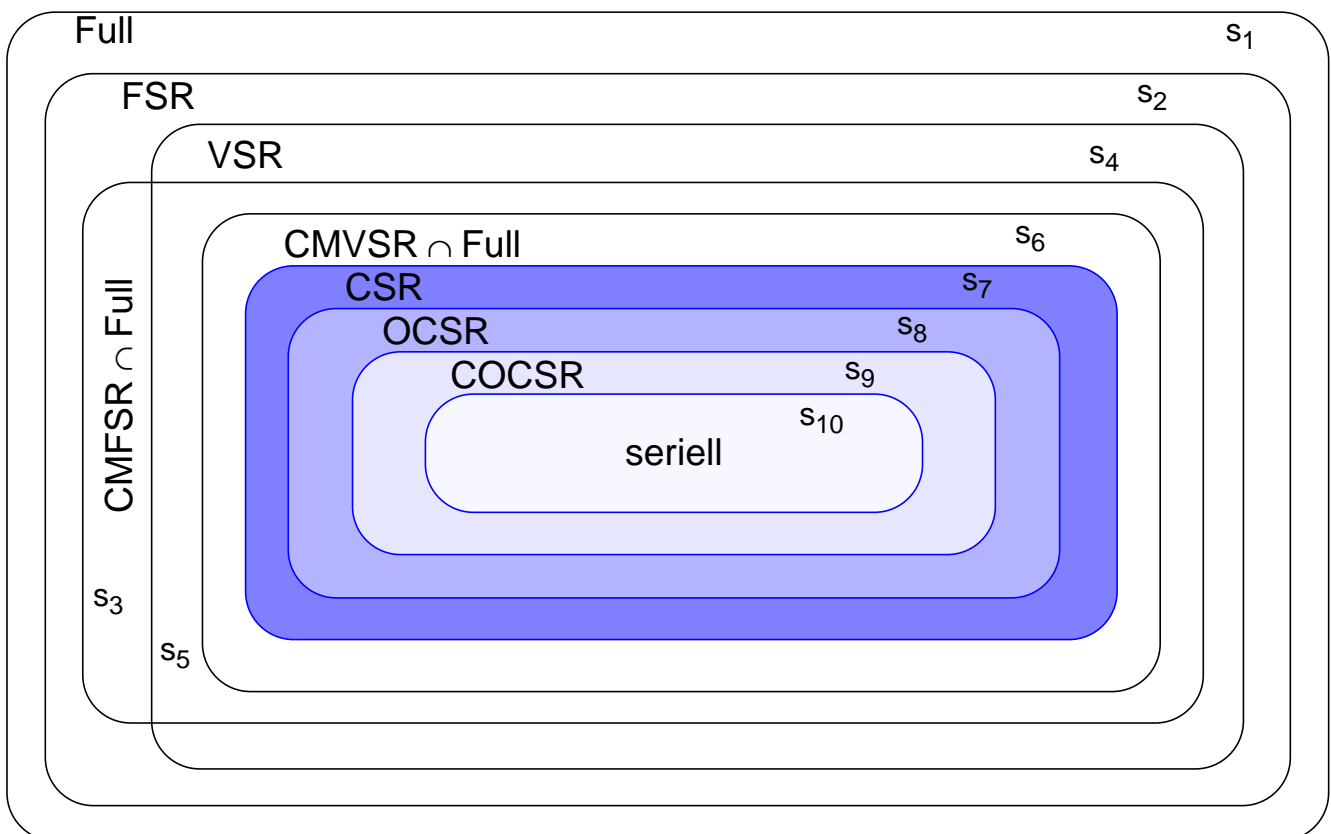 Full s₁
FSR s₂
VSR s₄
CMVSR ∩ Full s₆
CSR s₇
OCSR s₈
COCSR s₉
s₁₀
seriell
CMFSR ∩ Full
s₃
s₅